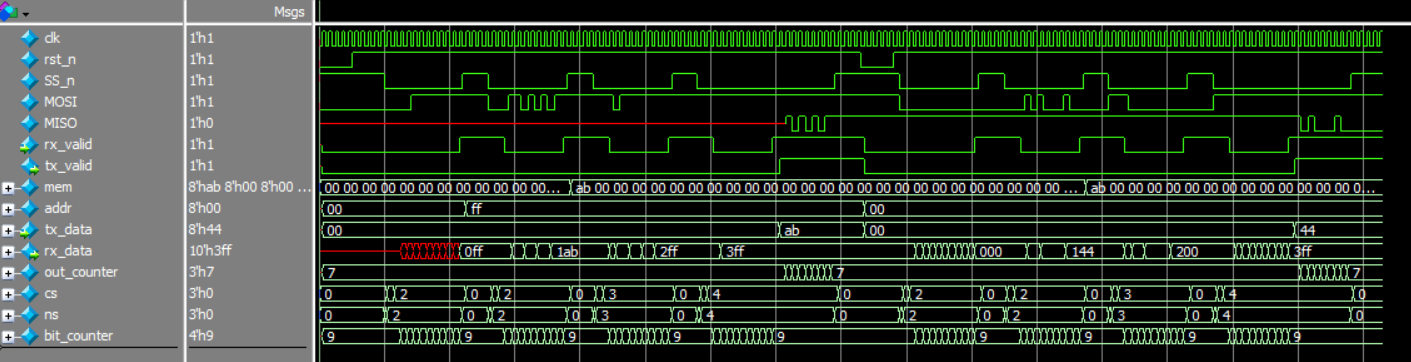 Msgs
clk 1'h1
rst_n 1'h1
SS_n 1'h1
MOSI 1'h1
MISO 1'h0
rx_valid 1'h1
tx_valid 1'h1
mem 8'hab 8'h00 8'h00 ... 00 00 00 00 00 00 00 00 00 00 00 00 00... ab 00 00 00 00 00 00 00 00 00 00 00 00 00 00 00 00 00 00 00 00 00 00 00 00 00 ... ab 00 00 00 00 00 00 00 00 00 00 00 00 00 0...
addr 8'h00 00 ff 00
tx_data 8'h44 00 ab 00 44
rx_data 10'h3ff 0ff 1ab 2ff 3ff 000 144 200 3ff
out_counter 3'h7 7 7 7
cs 3'h0 0 2 0 2 0 3 0 4 0 2 0 2 0 3 0 4 0
ns 3'h0 0 2 0 2 0 3 0 4 0 2 0 2 0 3 0 4 0
bit_counter 4'h9 9 9 9 9 9 9 9 9 9